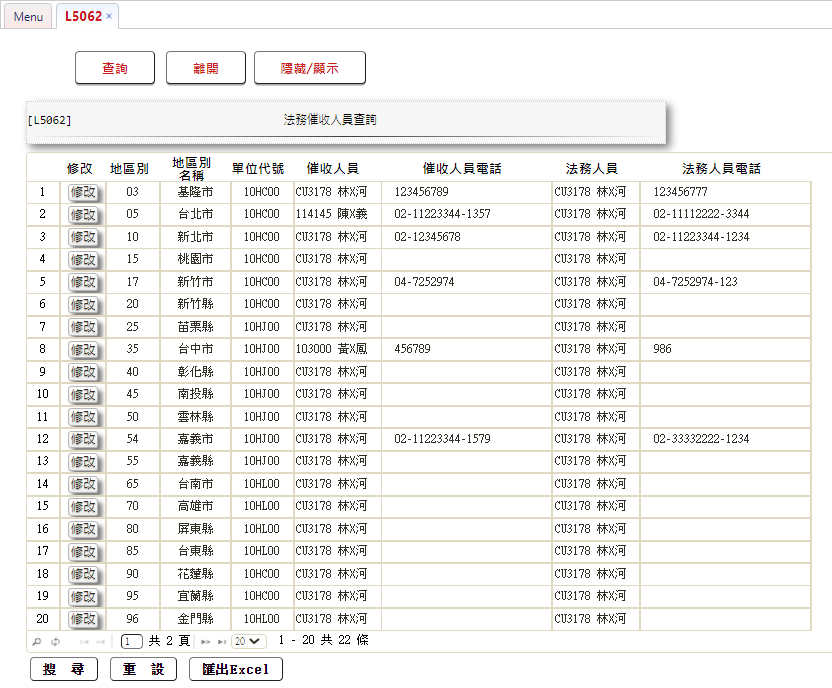 Menu L5062 ×
查詢 離開 隱藏/顯示
[L5062] 法務催收人員查詢
修改 地區別 地區別名稱 單位代號 催收人員 催收人員電話 法務人員 法務人員電話
1 修改 03 基隆市 10HC00 CU3178 林X河 123456789 CU3178 林X河 123456777
2 修改 05 台北市 10HC00 114145 陳X義 02-11223344-1357 CU3178 林X河 02-11112222-3344
3 修改 10 新北市 10HC00 CU3178 林X河 02-12345678 CU3178 林X河 02-11223344-1234
4 修改 15 桃園市 10HC00 CU3178 林X河 CU3178 林X河
5 修改 17 新竹市 10HC00 CU3178 林X河 04-7252974 CU3178 林X河 04-7252974-123
6 修改 20 新竹縣 10HC00 CU3178 林X河 CU3178 林X河
7 修改 25 苗栗縣 10HJ00 CU3178 林X河 CU3178 林X河
8 修改 35 台中市 10HJ00 103000 黃X鳳 456789 CU3178 林X河 986
9 修改 40 彰化縣 10HJ00 CU3178 林X河 CU3178 林X河
10 修改 45 南投縣 10HJ00 CU3178 林X河 CU3178 林X河
11 修改 50 雲林縣 10HJ00 CU3178 林X河 CU3178 林X河
12 修改 54 嘉義市 10HJ00 CU3178 林X河 02-11223344-1579 CU3178 林X河 02-33332222-1234
13 修改 55 嘉義縣 10HJ00 CU3178 林X河 CU3178 林X河
14 修改 65 台南市 10HL00 CU3178 林X河 CU3178 林X河
15 修改 70 高雄市 10HL00 CU3178 林X河 CU3178 林X河
16 修改 80 屏東縣 10HL00 CU3178 林X河 CU3178 林X河
17 修改 85 台東縣 10HL00 CU3178 林X河 CU3178 林X河
18 修改 90 花蓮縣 10HC00 CU3178 林X河 CU3178 林X河
19 修改 95 宜蘭縣 10HC00 CU3178 林X河 CU3178 林X河
20 修改 96 金門縣 10HL00 CU3178 林X河 CU3178 林X河
1 共 2 頁 20 1 - 20 共 22 條
搜 尋 重 設 匯出Excel